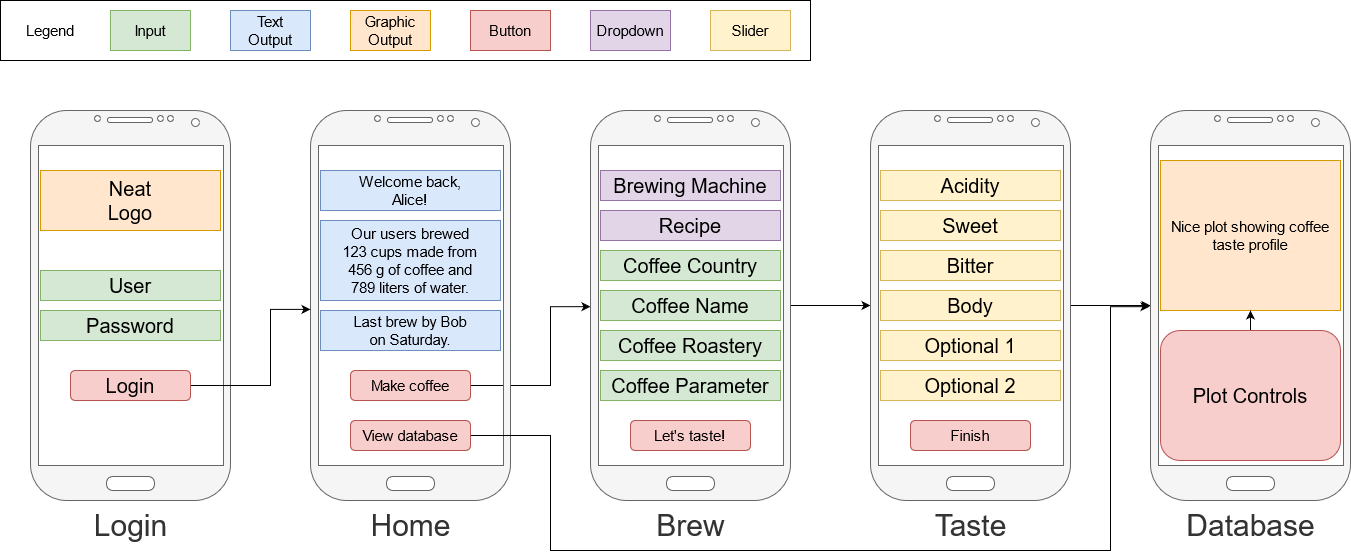 Legend
Input
Text
Output
Graphic
Output
Button
Dropdown
Slider
Neat
Logo
User
Password
Login
Login
Welcome back,
Alice!
Our users brewed
123 cups made from
456 g of coffee and
789 liters of water.
Last brew by Bob
on Saturday.
Make coffee
View database
Home
Brewing Machine
Recipe
Coffee Country
Coffee Name
Coffee Roastery
Coffee Parameter
Let's taste!
Brew
Acidity
Sweet
Bitter
Body
Optional 1
Optional 2
Finish
Taste
Nice plot showing coffee
taste profile
Plot Controls
Database